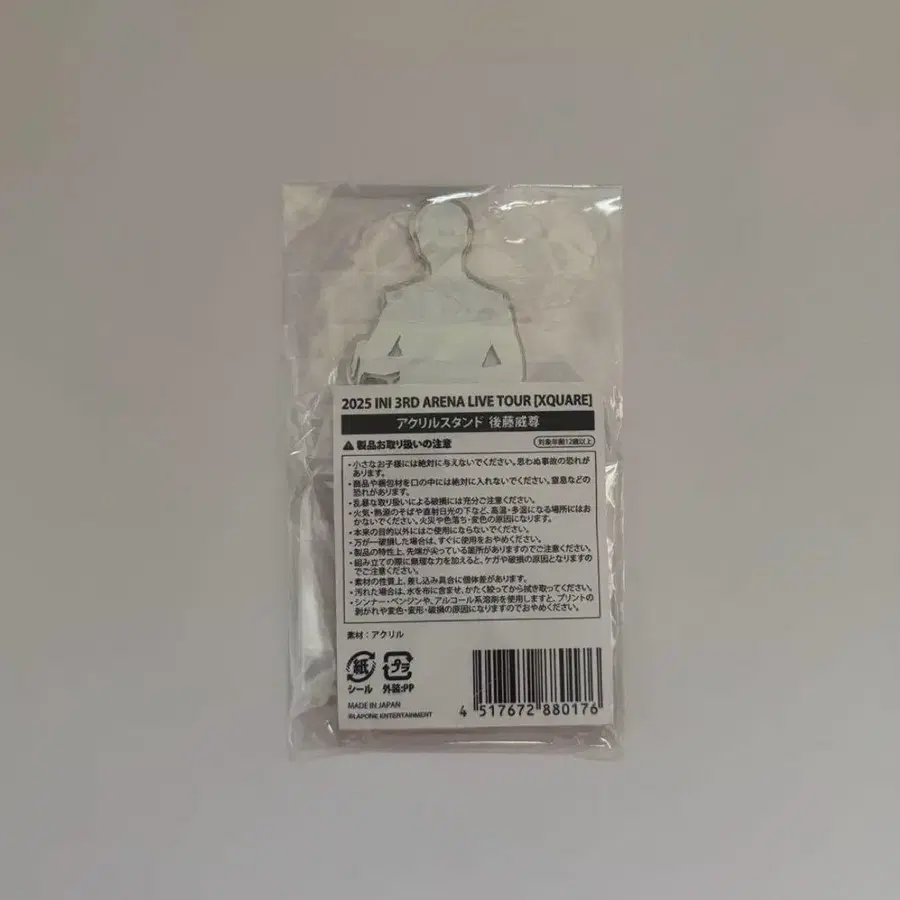 2025 INI 3RD ARENA LIVE TOUR [XQUARE]
アクリルスタンド 後藤威尊
製品お取り扱いの注意
対象年齢12歳以上
・小さなお子様には絶対に与えないでください。思わぬ事故の恐れが
あります。
・商品や梱包材を口の中には絶対に入れないでください。窒息などの
恐れがあります。
・乱暴な取り扱いによる破損には充分ご注意ください。
・火気・熱源のそばや直射日光の下など、高温・多湿になる場所にはお
かないでください。火災や色落ち・変色の原因になります。
・本来の目的以外にはご使用にならないでください。
・万が一破損した場合は、すぐに使用をおやめください。
・製品の特性上、先端が尖っている箇所がありますのでご注意ください。
・組み立ての際に無理な力を加えると、ケガや破損の原因となりますの
でご注意ください。
・素材の性質上、差し込み具合に個体差があります。
・汚れた場合は、水を布に含ませ、かたく絞ってから拭き取ってください。
・シンナー・ベンジンや、アルコール系溶剤を使用しますと、プリントの
剥がれや変色・変形・破損の原因になりますのでおやめください。
素材：アクリル
紙
シール
プラ
外装:PP
MADE IN JAPAN
©LAPONE ENTERTAINMENT
4 517672 880176